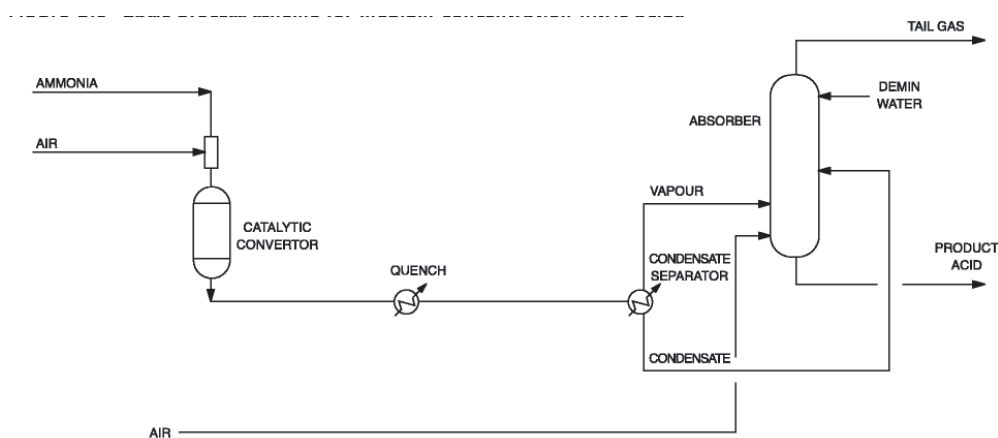 TAIL GAS
AMMONIA
DEMIN
WATER
ABSORBER
AIR
VAPOUR
CATALYTIC
CONVERTOR
PRODUCT
ACID
CONDENSATE
SEPARATOR
QUENCH
CONDENSATE
AIR